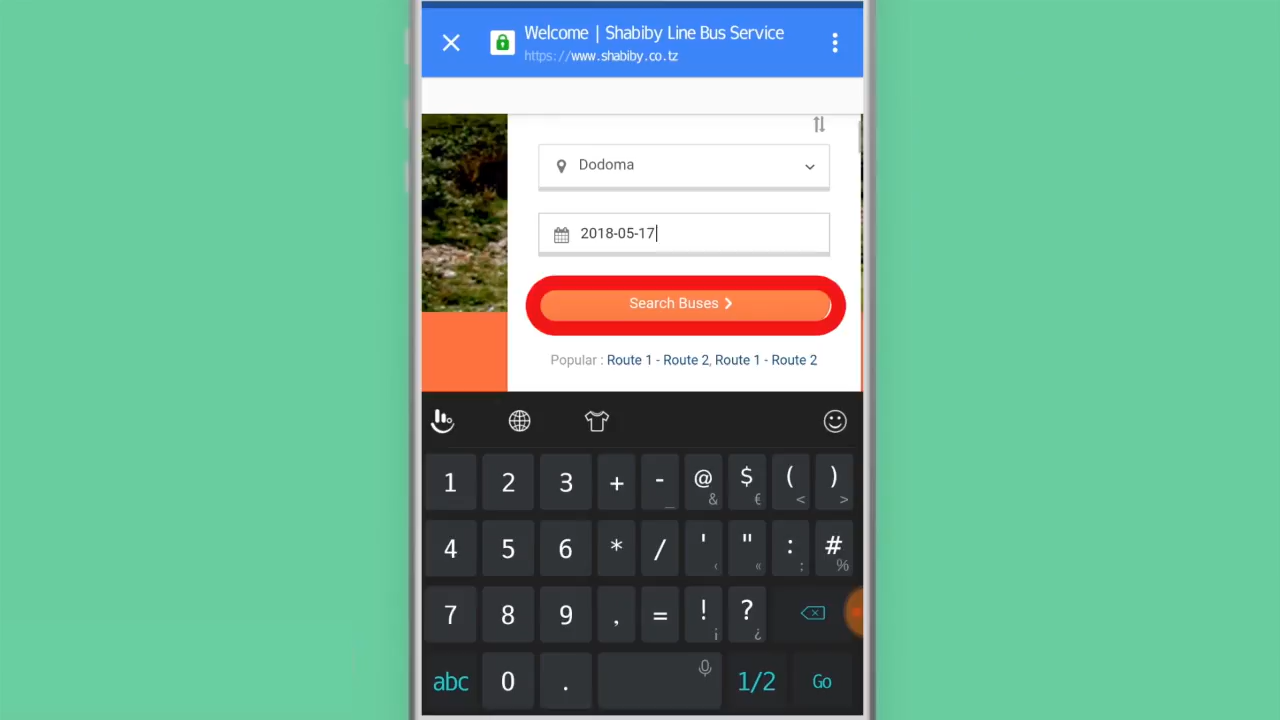 Welcome | Shabiby Line Bus Service
https://www.shabiby.co.tz
Dodoma
2018-05-17
Search Buses
Popular : Route 1 - Route 2, Route 1 - Route 2
1 2 3 + - _ @ & $ € ( < ) >
4 5 6 * / ' ‹ " « : ; # %
7 8 9 , = ! ¡ ? ¿
abc 0 . 1/2 Go